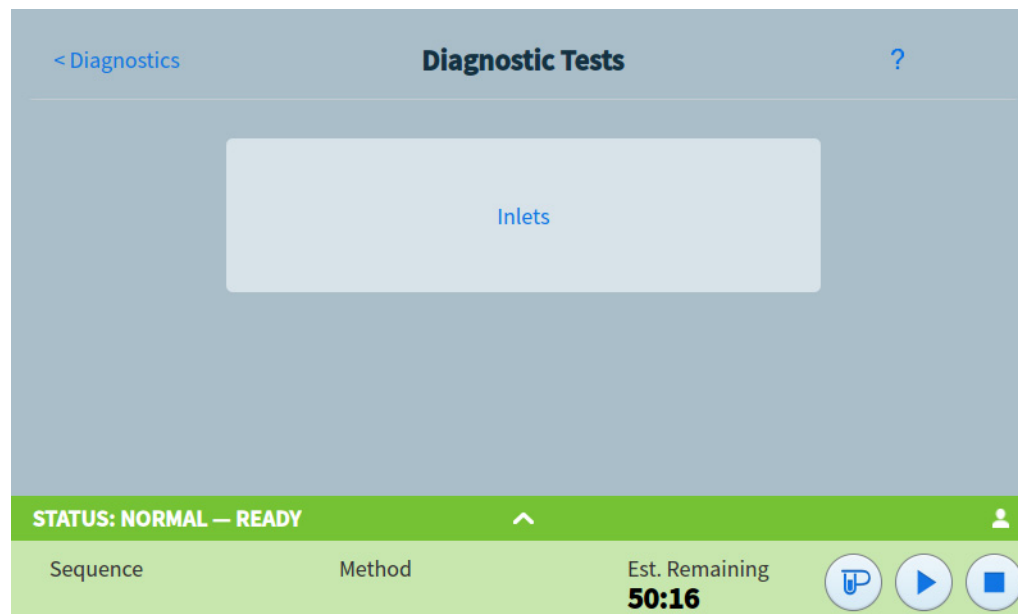 < Diagnostics
Diagnostic Tests
?
Inlets
STATUS: NORMAL — READY
Sequence
Method
Est. Remaining
50:16